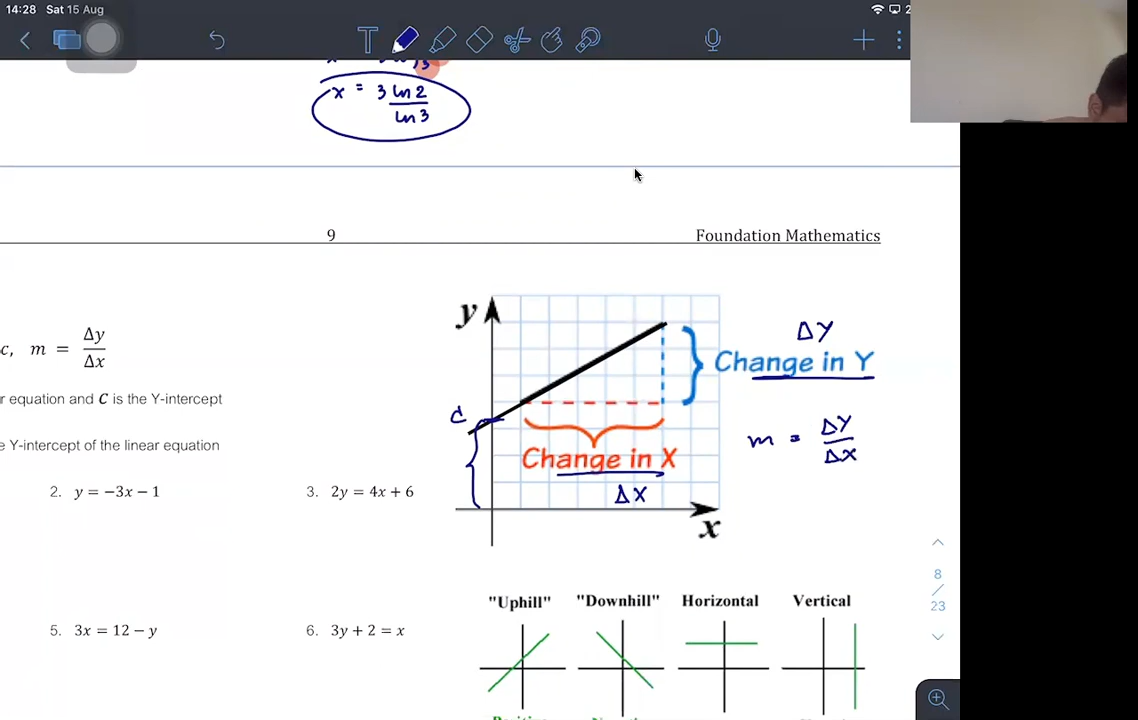 14:28 Sat 15 Aug
x = 3 ln 2
ln 3
9
Foundation Mathematics
c, m = Δy
Δx
r equation and C is the Y-intercept
e Y-intercept of the linear equation
2. y = −3x − 1
3. 2y = 4x + 6
5. 3x = 12 − y
6. 3y + 2 = x
y
C
Change in X
Δx
x
Δy
Change in Y
m = Δy
Δx
"Uphill" "Downhill" Horizontal Vertical
8
/
23